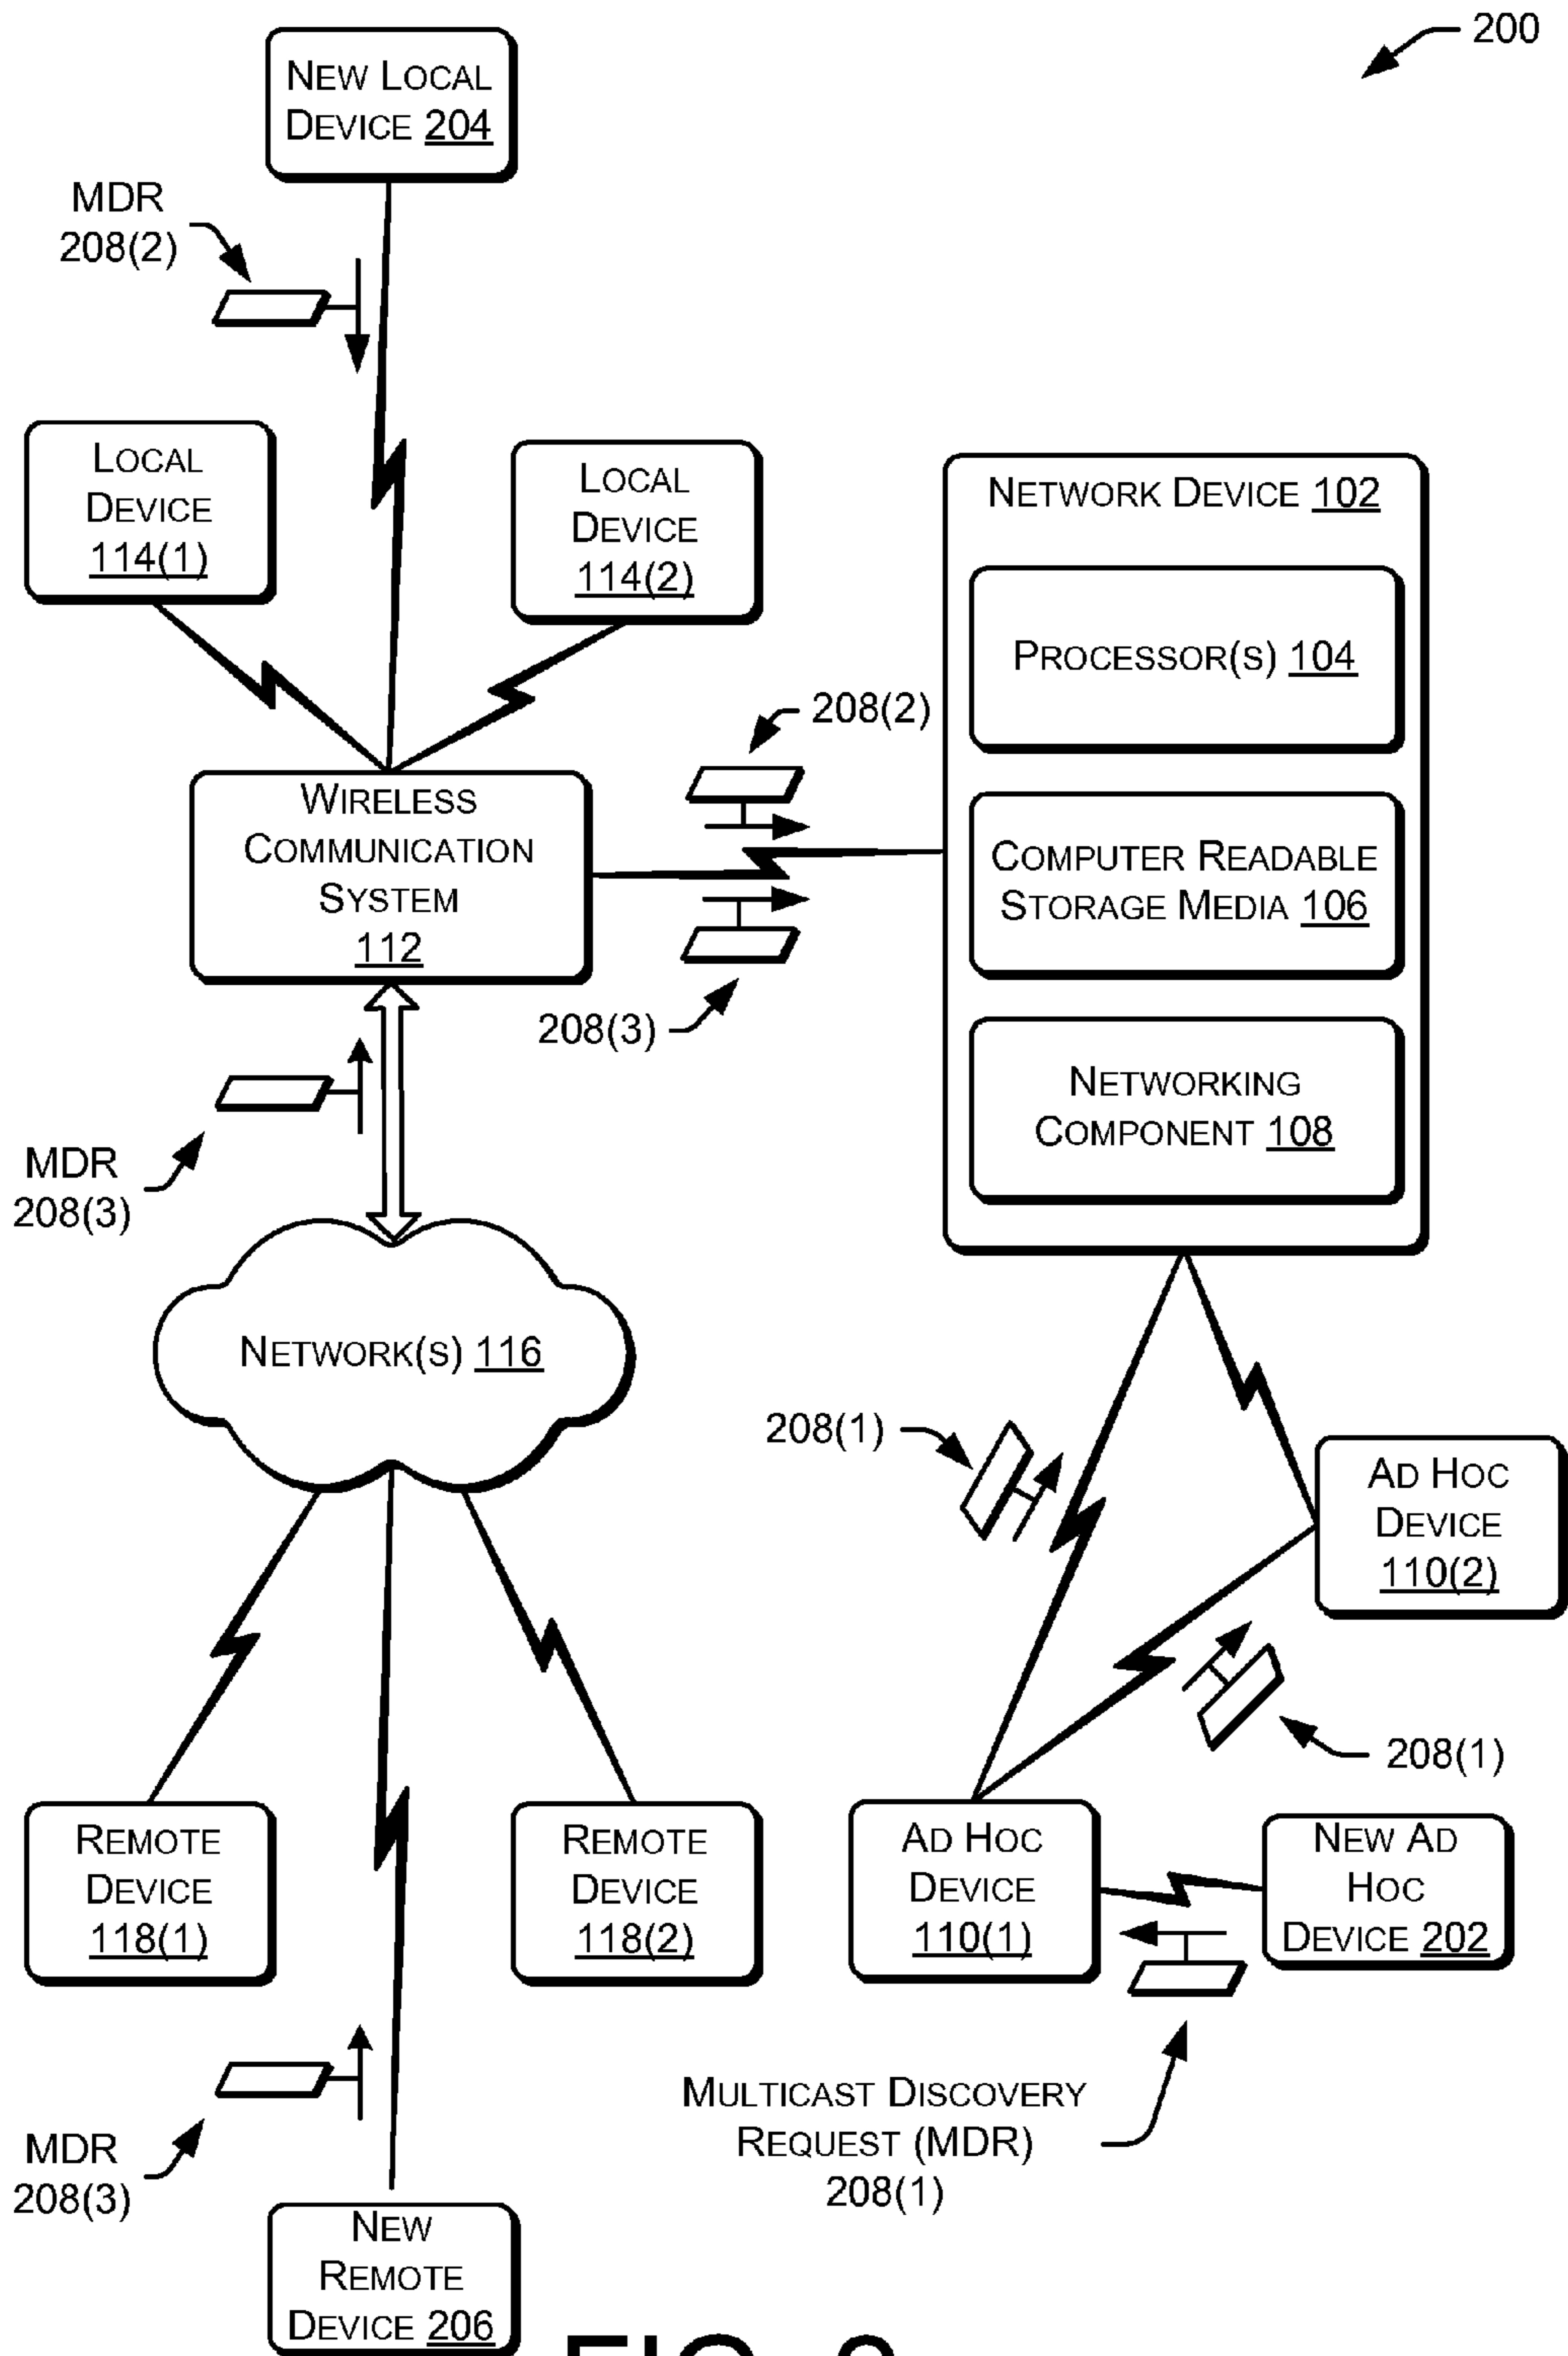 200
NEW LOCAL
DEVICE 204
MDR
208(2)
LOCAL
DEVICE
114(1)
LOCAL
DEVICE
114(2)
NETWORK DEVICE 102
PROCESSOR(S) 104
COMPUTER READABLE
STORAGE MEDIA 106
NETWORKING
COMPONENT 108
208(2)
WIRELESS
COMMUNICATION
SYSTEM
112
208(3)
MDR
208(3)
NETWORK(S) 116
208(1)
AD HOC
DEVICE
110(2)
208(1)
REMOTE
DEVICE
118(1)
REMOTE
DEVICE
118(2)
AD HOC
DEVICE
110(1)
NEW AD
HOC
DEVICE 202
MULTICAST DISCOVERY
REQUEST (MDR)
208(1)
MDR
208(3)
NEW
REMOTE
DEVICE 206